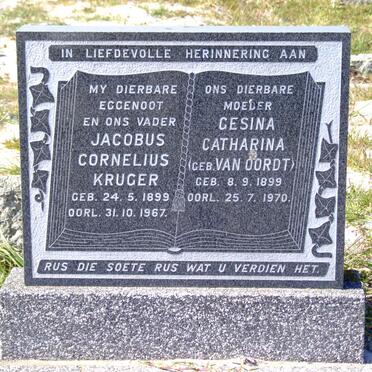 IN LIEFDEVOLLE HERINNERING AAN
MY DIERBARE
EGGENOOT
EN ONS VADER
JACOBUS
CORNELIUS
KRUGER
GEB. 24. 5. 1899
OORL. 31. 10. 1967.
ONS DIERBARE
MOEDER
GESINA
CATHARINA
(GEB. VAN OORDT)
GEB. 8. 9. 1899
OORL. 25. 7. 1970.
RUS DIE SOETE RUS WAT U VERDIEN HET.